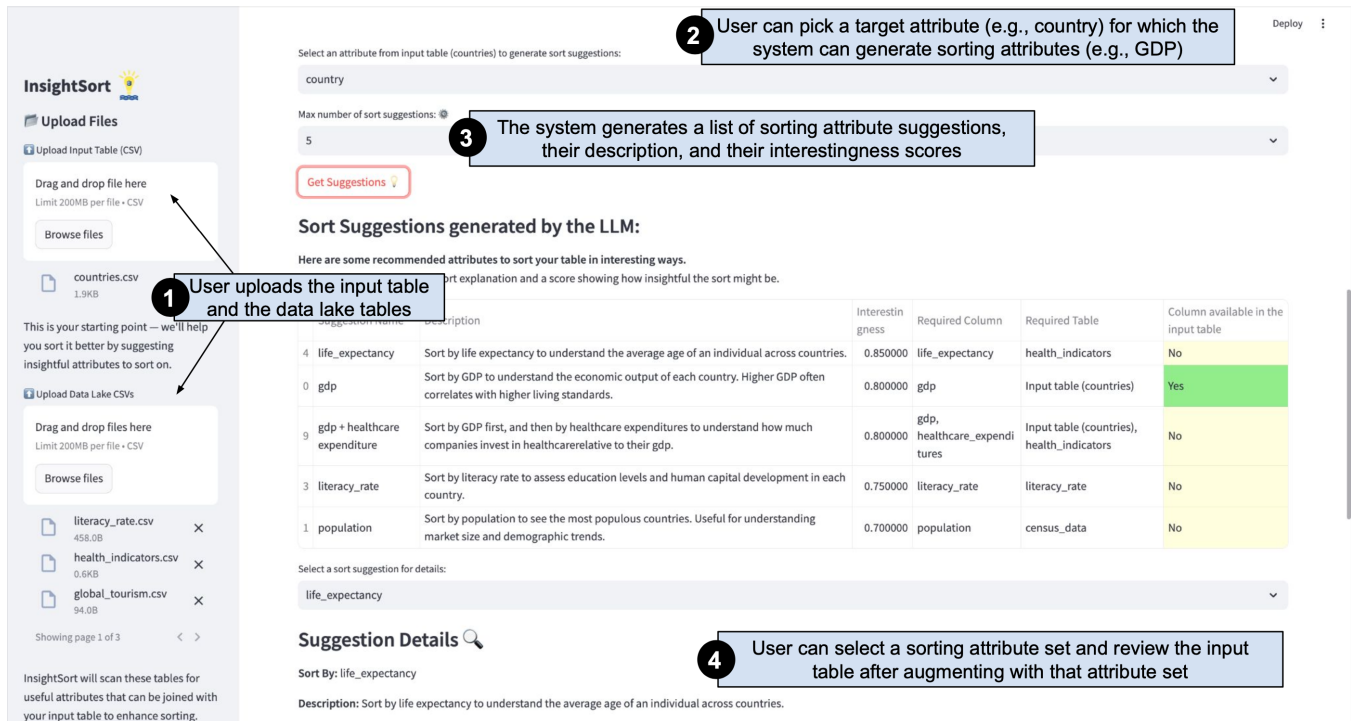 InsightSort
Upload Files
Upload Input Table (CSV)
Drag and drop file here
Limit 200MB per file • CSV
Browse files
countries.csv
1.9KB
1
User uploads the input table
and the data lake tables
This is your starting point — we'll help
you sort it better by suggesting
insightful attributes to sort on.
Upload Data Lake CSVs
Drag and drop files here
Limit 200MB per file • CSV
Browse files
literacy_rate.csv
458.0B
health_indicators.csv
0.6KB
global_tourism.csv
94.0B
Showing page 1 of 3 < >
InsightSort will scan these tables for
useful attributes that can be joined with
your input table to enhance sorting.
Deploy
2
User can pick a target attribute (e.g., country) for which the
system can generate sorting attributes (e.g., GDP)
Select an attribute from input table (countries) to generate sort suggestions:
country
Max number of sort suggestions:
5
3
The system generates a list of sorting attribute suggestions,
their description, and their interestingness scores
Get Suggestions
Sort Suggestions generated by the LLM:
Here are some recommended attributes to sort your table in interesting ways.
explanation and a score showing how insightful the sort might be.
Description
Interestin
gness
Required Column
Required Table
Column available in the
input table
4 life_expectancy Sort by life expectancy to understand the average age of an individual across countries. 0.850000 life_expectancy health_indicators No
0 gdp Sort by GDP to understand the economic output of each country. Higher GDP often
correlates with higher living standards. 0.800000 gdp Input table (countries) Yes
9 gdp + healthcare
expenditure
Sort by GDP first, and then by healthcare expenditures to understand how much
companies invest in healthcarerelative to their gdp.
0.800000
gdp,
healthcare_expendi
tures
Input table (countries),
health_indicators
No
3 literacy_rate Sort by literacy rate to assess education levels and human capital development in each
country. 0.750000 literacy_rate literacy_rate No
1 population Sort by population to see the most populous countries. Useful for understanding
market size and demographic trends. 0.700000 population census_data No
Select a sort suggestion for details:
life_expectancy
Suggestion Details
4
User can select a sorting attribute set and review the input
table after augmenting with that attribute set
Sort By: life_expectancy
Description: Sort by life expectancy to understand the average age of an individual across countries.